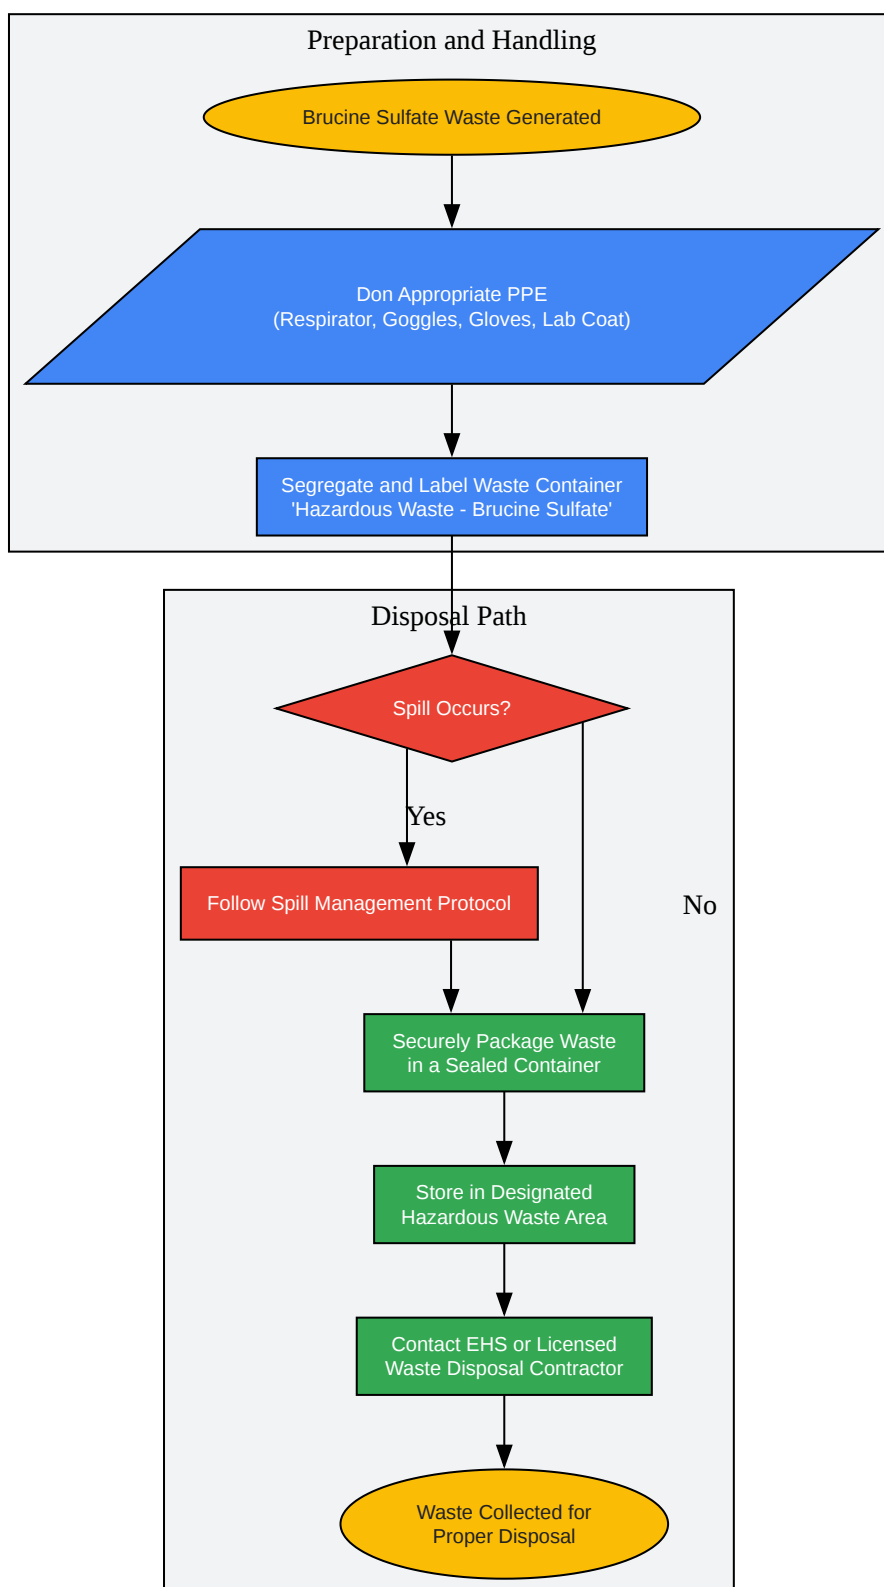 Preparation and Handling
Brucine Sulfate Waste Generated
Don Appropriate PPE
(Respirator, Goggles, Gloves, Lab Coat)
Segregate and Label Waste Container
'Hazardous Waste - Brucine Sulfate'
Disposal Path
Spill Occurs?
Yes
Follow Spill Management Protocol
No
Securely Package Waste
in a Sealed Container
Store in Designated
Hazardous Waste Area
Contact EHS or Licensed
Waste Disposal Contractor
Waste Collected for
Proper Disposal